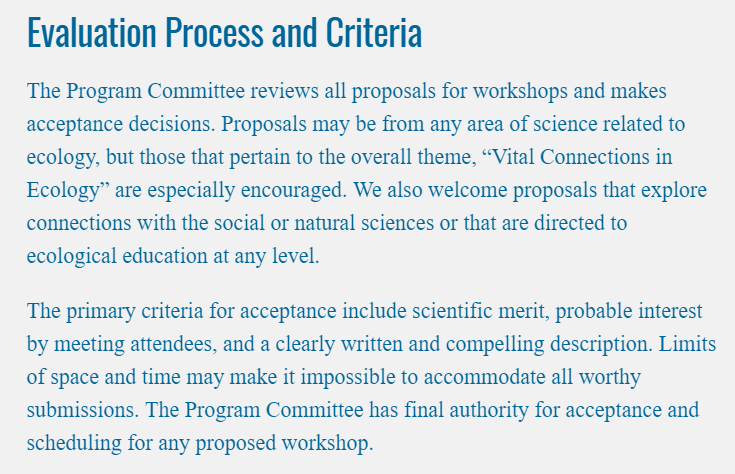 Evaluation Process and Criteria
The Program Committee reviews all proposals for workshops and makes
acceptance decisions. Proposals may be from any area of science related to
ecology, but those that pertain to the overall theme, “Vital Connections in
Ecology” are especially encouraged. We also welcome proposals that explore
connections with the social or natural sciences or that are directed to
ecological education at any level.
The primary criteria for acceptance include scientific merit, probable interest
by meeting attendees, and a clearly written and compelling description. Limits
of space and time may make it impossible to accommodate all worthy
submissions. The Program Committee has final authority for acceptance and
scheduling for any proposed workshop.